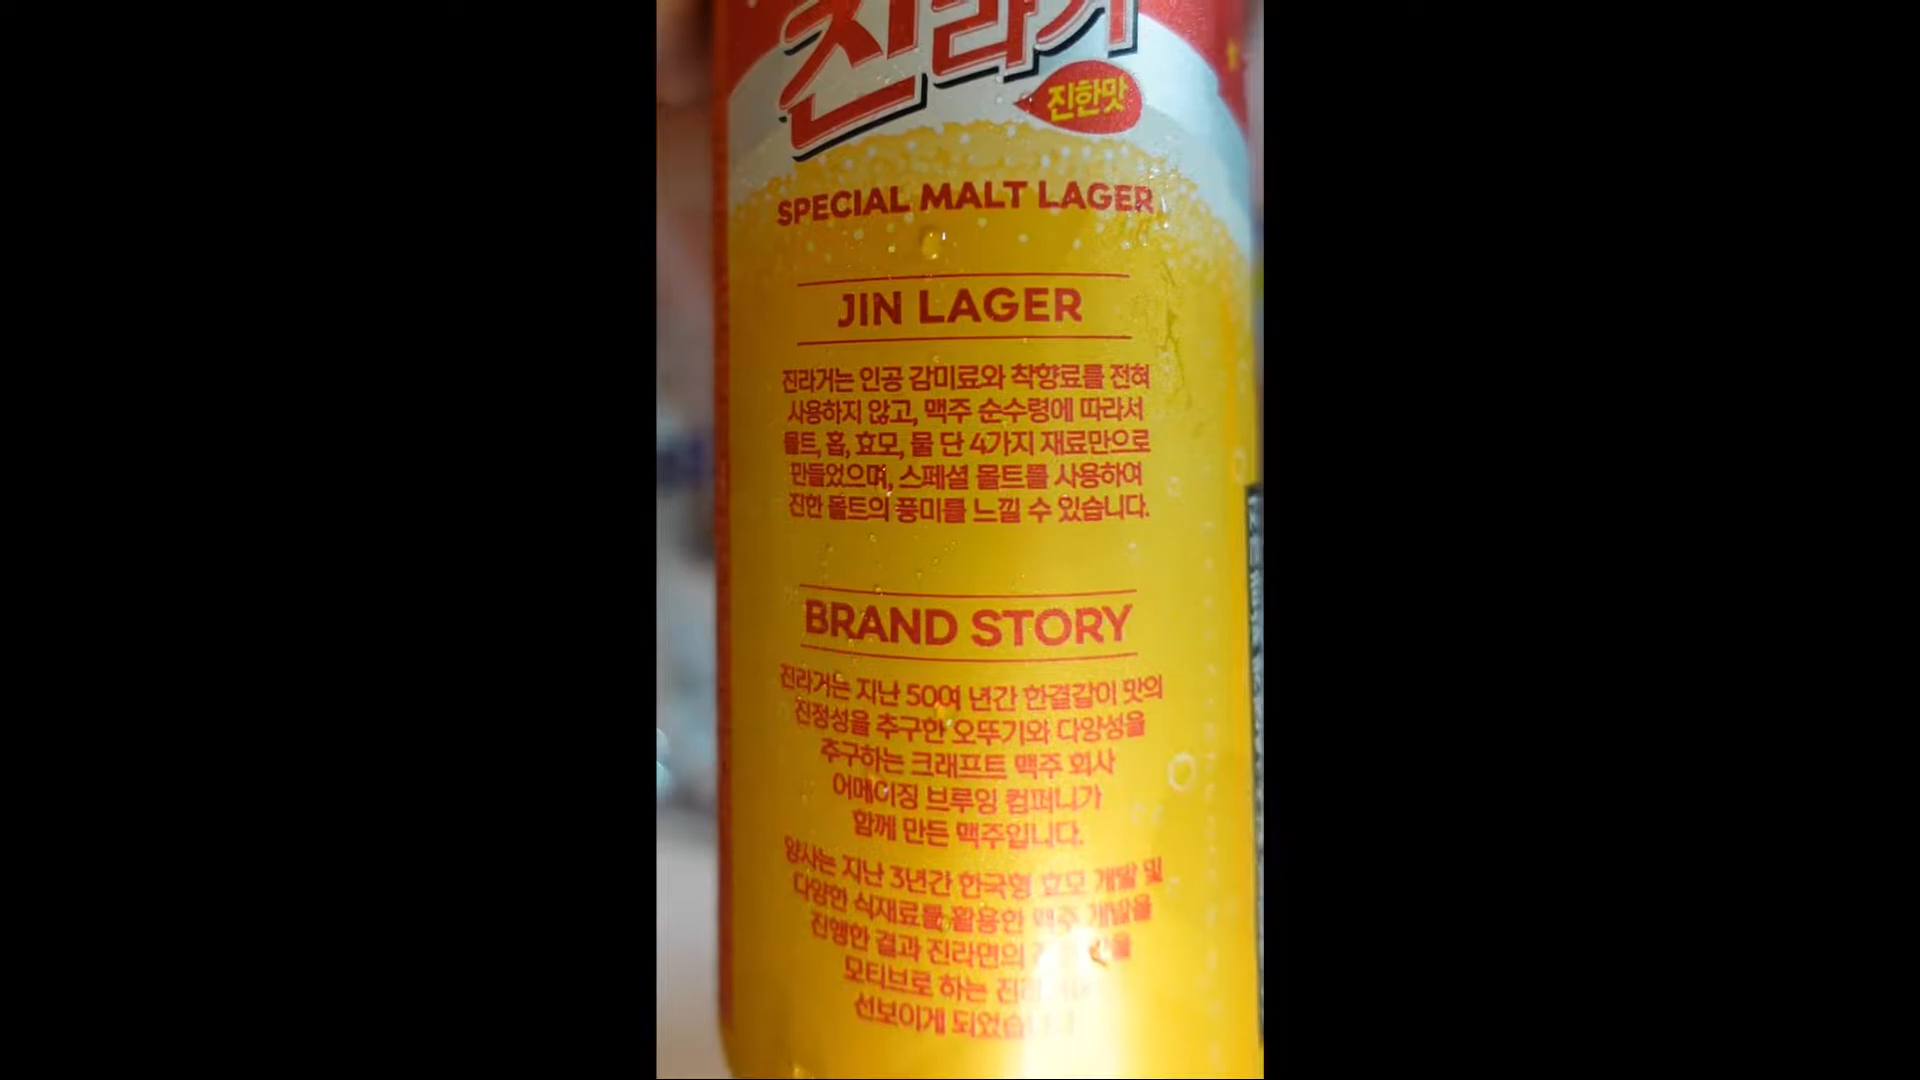 진라거
진한맛
SPECIAL MALT LAGER
JIN LAGER
진라거는 인공 감미료와 착향료를 전혀
사용하지 않고, 맥주 순수령에 따라서
몰트, 홉, 효모, 물 단 4가지 재료만으로
만들었으며, 스페셜 몰트를 사용하여
진한 몰트의 풍미를 느낄 수 있습니다.
BRAND STORY
진라거는 지난 50여 년간 한결같이 맛의
진정성을 추구한 오뚜기와 다양성을
추구하는 크래프트 맥주 회사
어메이징 브루잉 컴퍼니가
함께 만든 맥주입니다.
양사는 지난 3년간 한국형 효모 개발 및
다양한 식재료를 활용한 맥주 개발을
진행한 결과 진라면의
모티브로 하는
선보이게